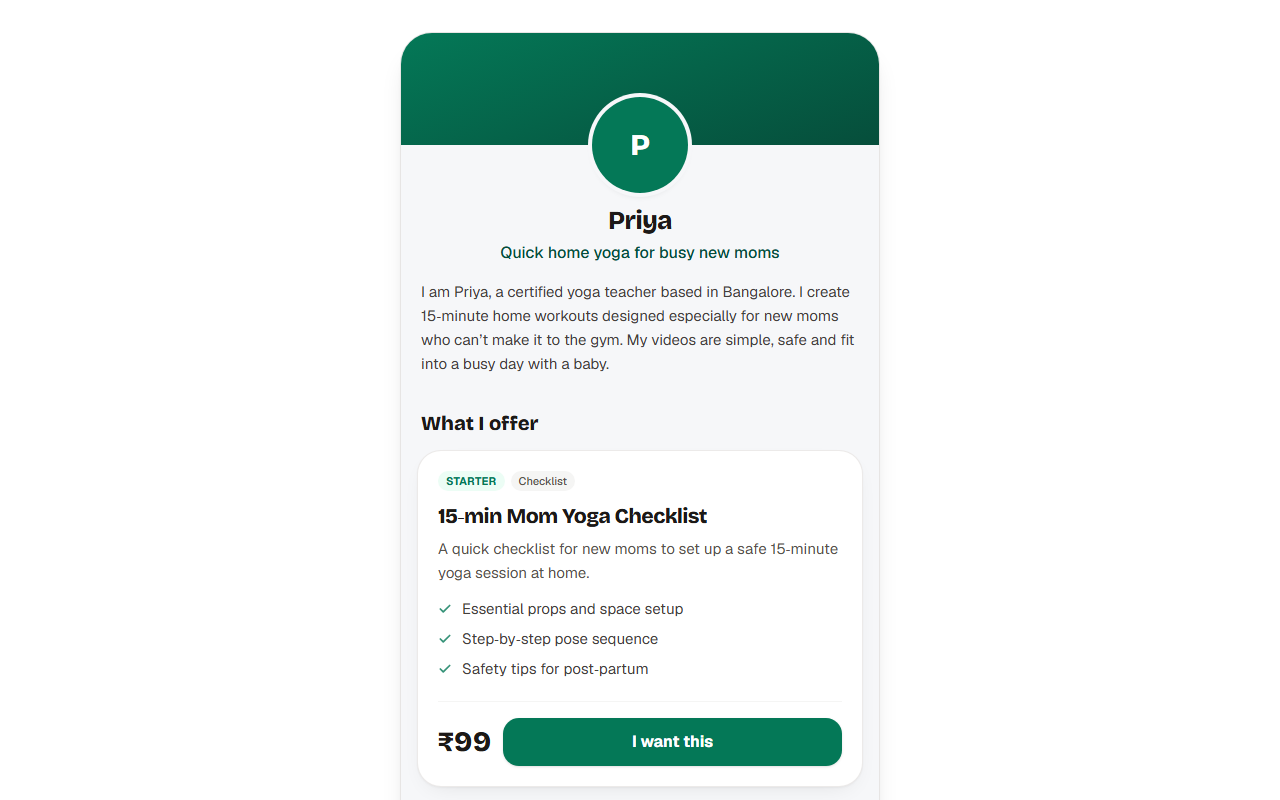 P
Priya
Quick home yoga for busy new moms
I am Priya, a certified yoga teacher based in Bangalore. I create
15-minute home workouts designed especially for new moms
who can’t make it to the gym. My videos are simple, safe and fit
into a busy day with a baby.
What I offer
STARTER Checklist
15-min Mom Yoga Checklist
A quick checklist for new moms to set up a safe 15-minute
yoga session at home.
Essential props and space setup
Step-by-step pose sequence
Safety tips for post-partum
₹99 I want this